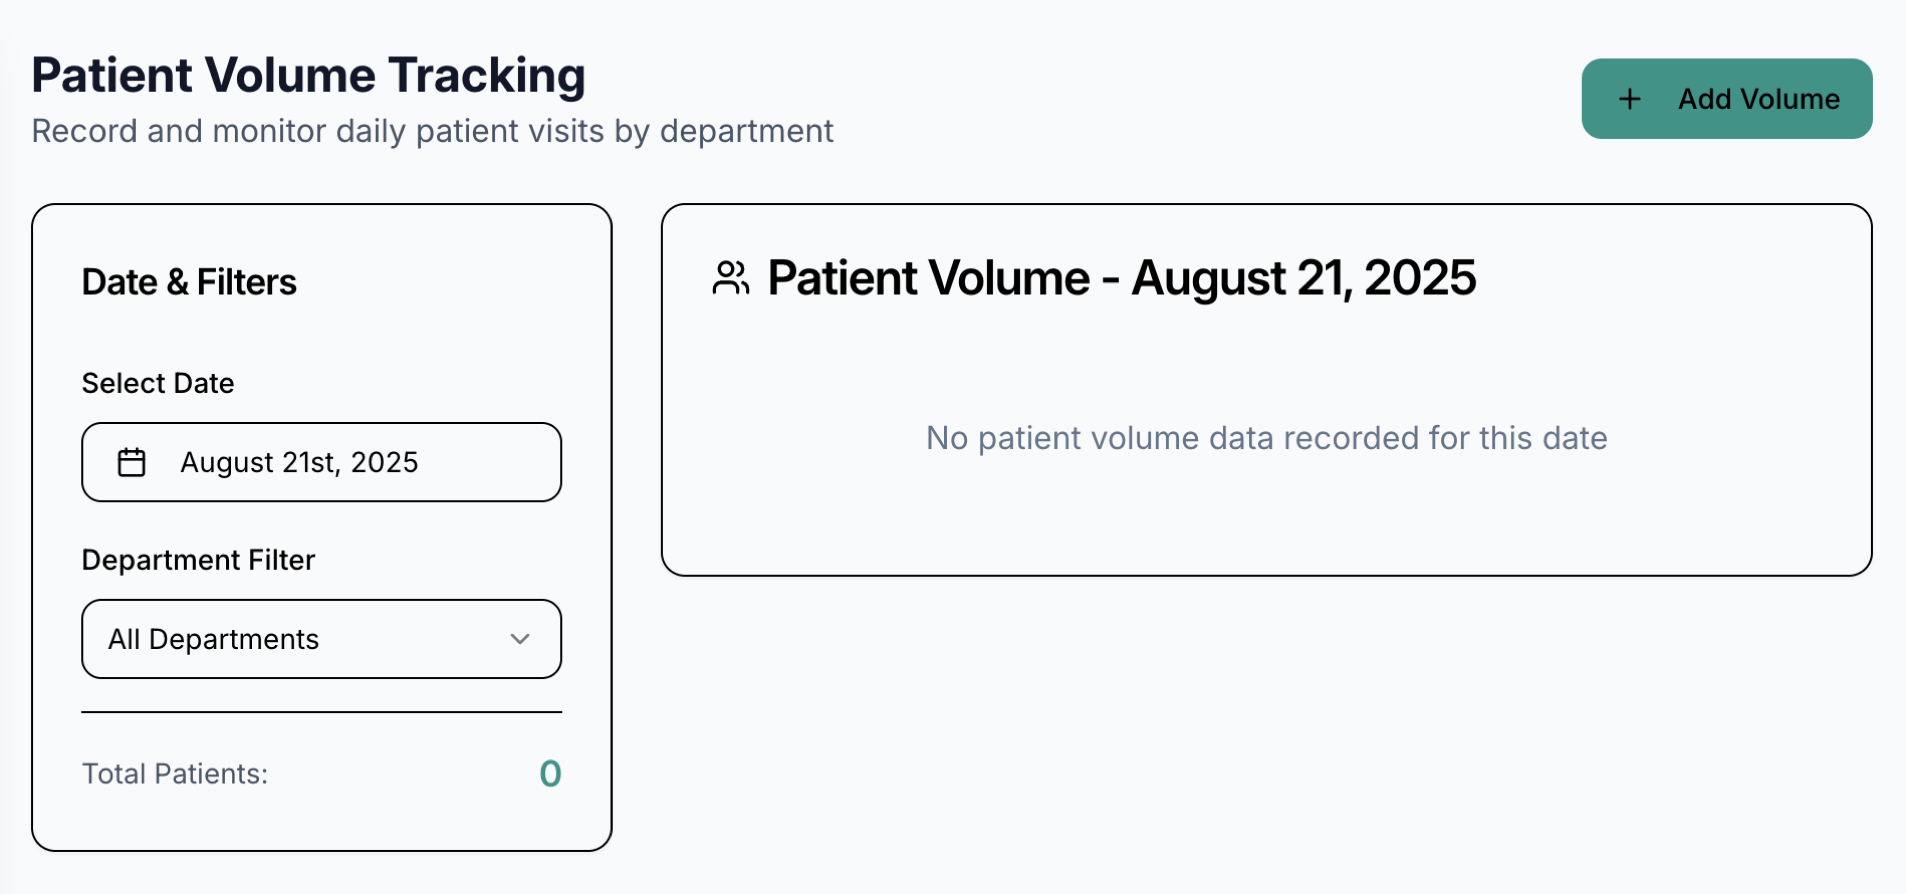 Patient Volume Tracking
Record and monitor daily patient visits by department
+ Add Volume
Date & Filters
Select Date
August 21st, 2025
Department Filter
All Departments
Total Patients: 0
Patient Volume - August 21, 2025
No patient volume data recorded for this date